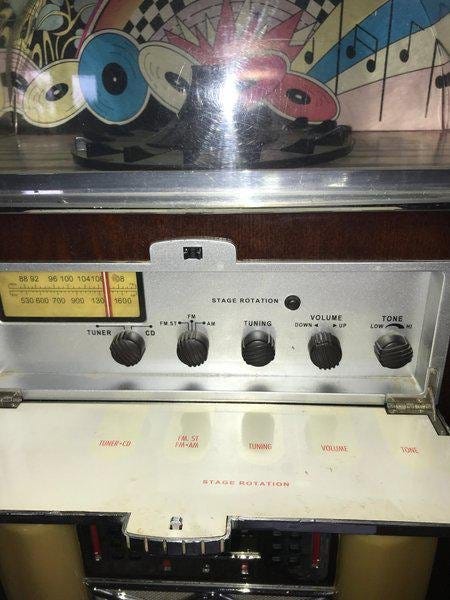 88 92 96 100 104 108
530 600 700 900 1300 1600
STAGE ROTATION
FM
FM.ST AM
TUNER CD
TUNING
VOLUME
DOWN UP
TONE
LOW HI
TUNER•CD
FM. ST
FM•AM
TUNING
VOLUME
TONE
STAGE ROTATION